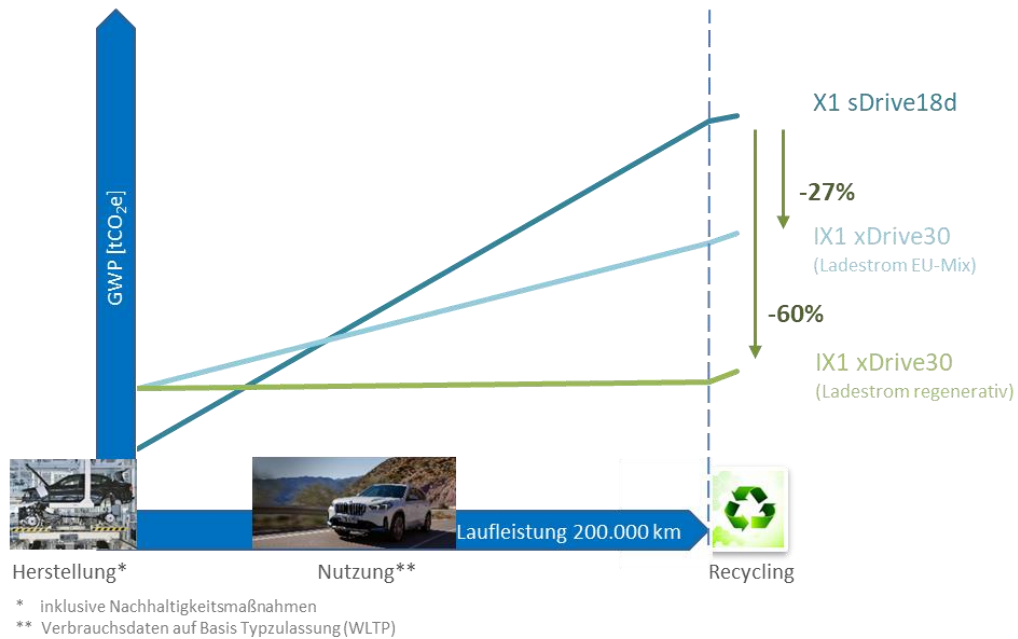 GWP [tCO₂e]
X1 sDrive18d
-27%
IX1 xDrive30
(Ladestrom EU-Mix)
-60%
IX1 xDrive30
(Ladestrom regenerativ)
Laufleistung 200.000 km
Herstellung*
Nutzung**
Recycling
* inklusive Nachhaltigkeitsmaßnahmen
** Verbrauchsdaten auf Basis Typzulassung (WLTP)